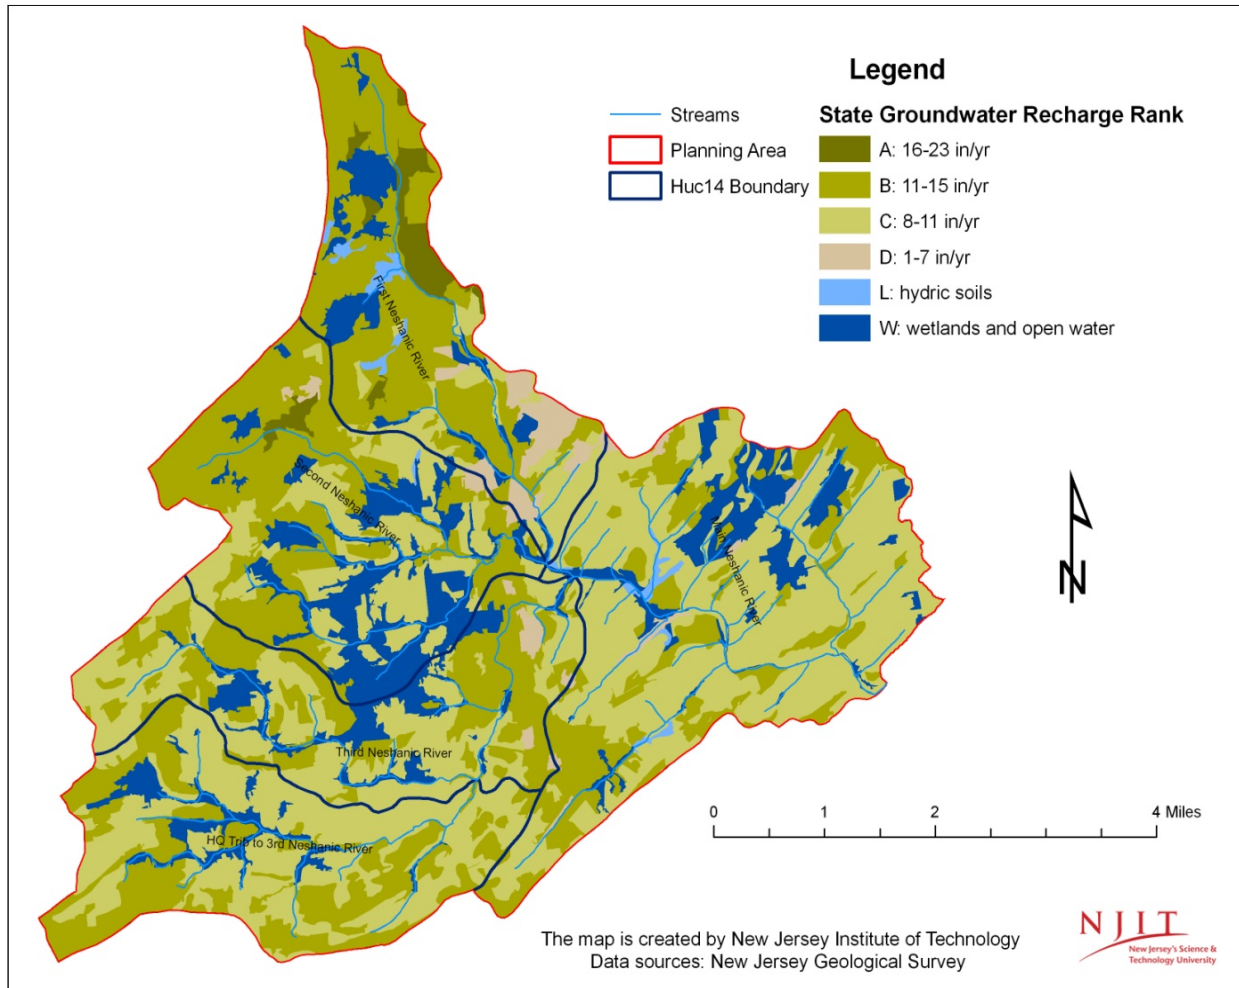 Legend
Streams
Planning Area
Huc14 Boundary
State Groundwater Recharge Rank
A: 16-23 in/yr
B: 11-15 in/yr
C: 8-11 in/yr
D: 1-7 in/yr
L: hydric soils
W: wetlands and open water
First Neshanic River
Second Neshanic River
Main Neshanic River
Third Neshanic River
HQ Trib to 3rd Neshanic River
N
0 1 2 4 Miles
The map is created by New Jersey Institute of Technology
Data sources: New Jersey Geological Survey
NJIT
New Jersey's Science &
Technology University